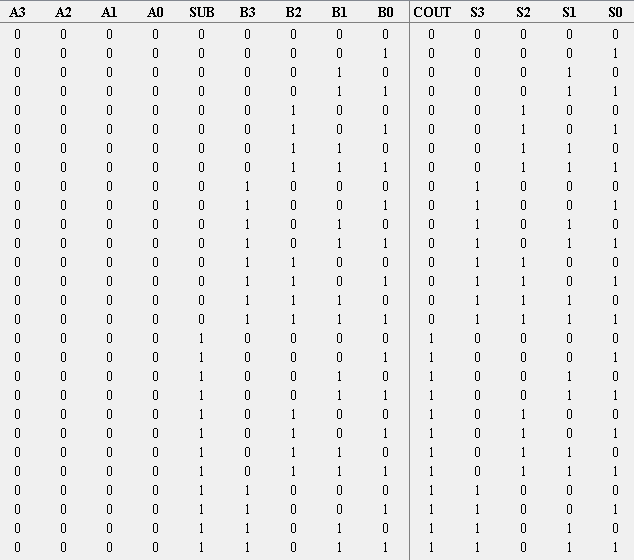 A3 A2 A1 A0 SUB B3 B2 B1 B0 COUT S3 S2 S1 S0
0 0 0 0 0 0 0 0 0 0 0 0 0 0
0 0 0 0 0 0 0 0 1 0 0 0 0 1
0 0 0 0 0 0 0 1 0 0 0 0 1 0
0 0 0 0 0 0 0 1 1 0 0 0 1 1
0 0 0 0 0 0 1 0 0 0 0 1 0 0
0 0 0 0 0 0 1 0 1 0 0 1 0 1
0 0 0 0 0 0 1 1 0 0 0 1 1 0
0 0 0 0 0 0 1 1 1 0 0 1 1 1
0 0 0 0 0 1 0 0 0 0 1 0 0 0
0 0 0 0 0 1 0 0 1 0 1 0 0 1
0 0 0 0 0 1 0 1 0 0 1 0 1 0
0 0 0 0 0 1 0 1 1 0 1 0 1 1
0 0 0 0 0 1 1 0 0 0 1 1 0 0
0 0 0 0 0 1 1 0 1 0 1 1 0 1
0 0 0 0 0 1 1 1 0 0 1 1 1 0
0 0 0 0 0 1 1 1 1 0 1 1 1 1
0 0 0 0 1 0 0 0 0 1 0 0 0 0
0 0 0 0 1 0 0 0 1 1 0 0 0 1
0 0 0 0 1 0 0 1 0 1 0 0 1 0
0 0 0 0 1 0 0 1 1 1 0 0 1 1
0 0 0 0 1 0 1 0 0 1 0 1 0 0
0 0 0 0 1 0 1 0 1 1 0 1 0 1
0 0 0 0 1 0 1 1 0 1 0 1 1 0
0 0 0 0 1 0 1 1 1 1 0 1 1 1
0 0 0 0 1 1 0 0 0 1 1 0 0 0
0 0 0 0 1 1 0 0 1 1 1 0 0 1
0 0 0 0 1 1 0 1 0 1 1 0 1 0
0 0 0 0 1 1 0 1 1 1 1 0 1 1